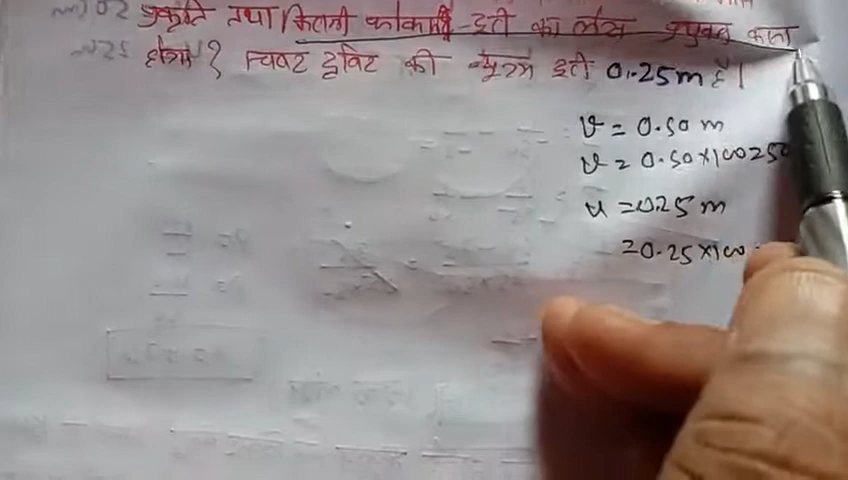 प्रकृति तथा कितनी फोकस दूरी का लेंस प्रयुक्त करना
होगा? स्पष्ट दृष्टि की न्यूनतम दूरी 0.25m है।
v = 0.50 m
v = 0.50×100 = 50
u = 0.25 m
= 0.25 × 100